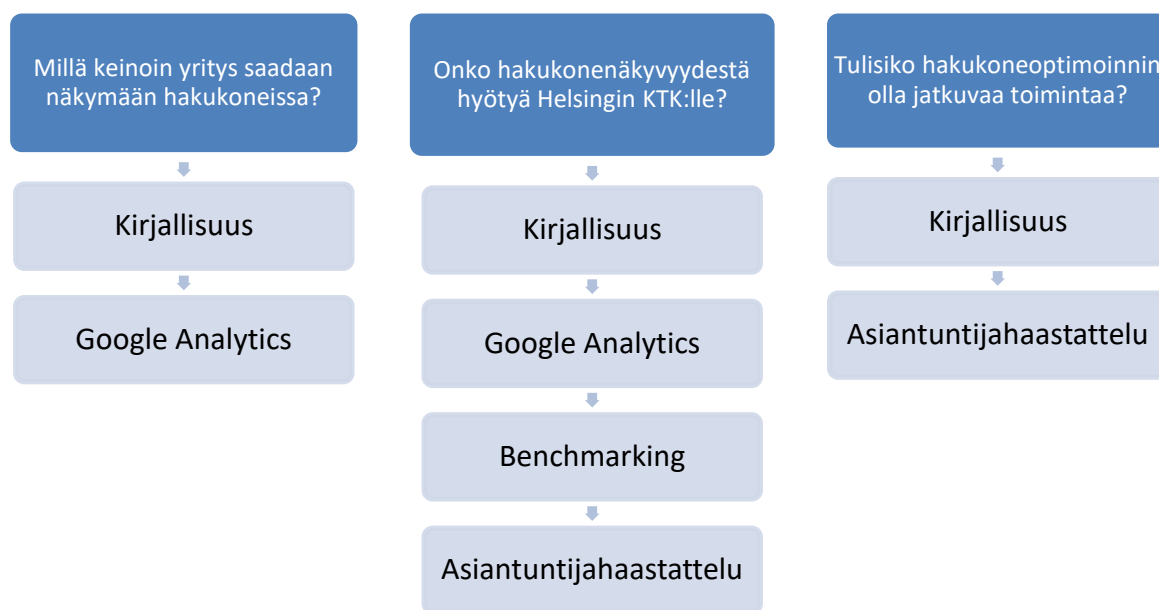 Millä keinoin yritys saadaan
näkymään hakukoneissa?
Kirjallisuus
Google Analytics
Onko hakukonenäkyvyydestä
hyötyä Helsingin KTK:lle?
Kirjallisuus
Google Analytics
Benchmarking
Asiantuntijahaastattelu
Tulisiko hakukoneoptimoinnin
olla jatkuvaa toimintaa?
Kirjallisuus
Asiantuntijahaastattelu